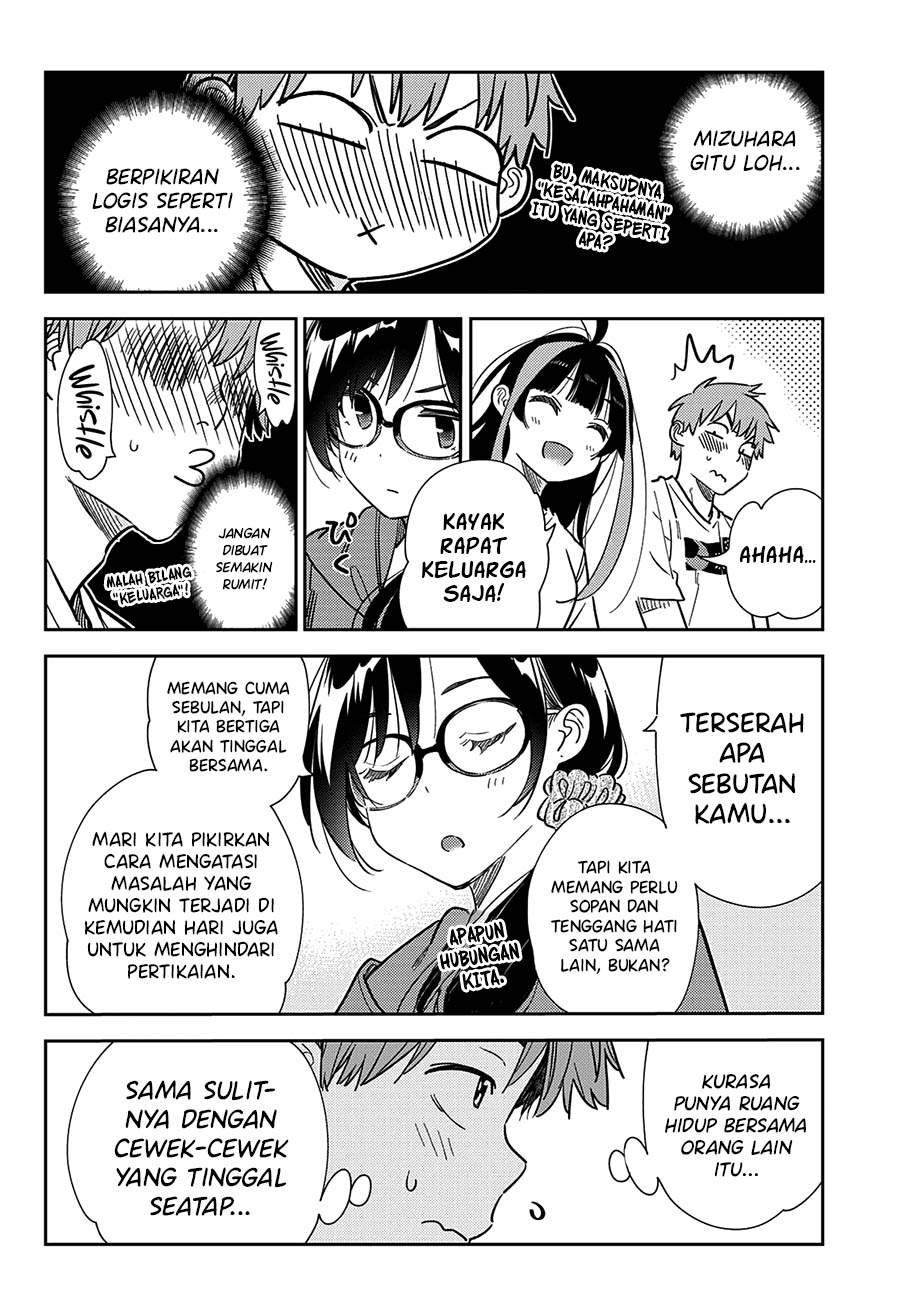 MIZUHARA
GITU LOH...
BU, MAKSUDNYA
"KESALAHPAHAMAN"
ITU YANG SEPERTI
APA?
BERPIKIRAN
LOGIS SEPERTI
BIASANYA...
AHAHA...
KAYAK
RAPAT
KELUARGA
SAJA!
ぴく
Whistle
Whistle
JANGAN
DIBUAT
SEMAKIN
RUMIT!
MALAH BILANG
"KELUARGA"!
TERSERAH
APA
SEBUTAN
KAMU...
TAPI KITA
MEMANG PERLU
SOPAN DAN
TENGGANG HATI
SATU SAMA
LAIN, BUKAN?
APAPUN
HUBUNGAN
KITA.
MEMANG CUMA
SEBULAN, TAPI
KITA BERTIGA
AKAN TINGGAL
BERSAMA.
MARI KITA PIKIRKAN
CARA MENGATASI
MASALAH YANG
MUNGKIN TERJADI DI
KEMUDIAN HARI JUGA
UNTUK MENGHINDARI
PERTIKAIAN.
KURASA
PUNYA RUANG
HIDUP BERSAMA
ORANG LAIN
ITU...
SAMA SULIT-
NYA DENGAN
CEWEK-CEWEK
YANG TINGGAL
SEATAP...